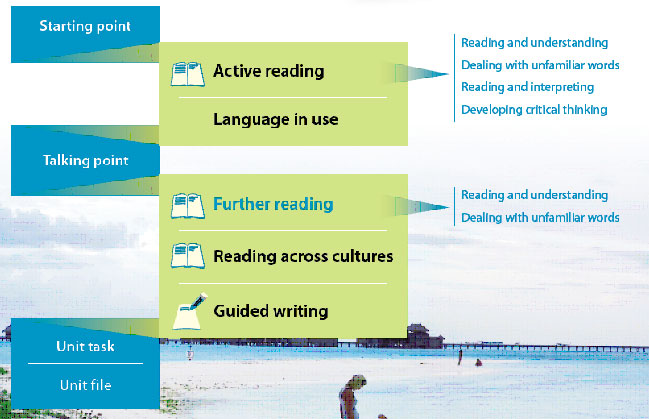 Starting point
Active reading
Reading and understanding
Dealing with unfamiliar words
Reading and interpreting
Developing critical thinking
Language in use
Talking point
Further reading
Reading and understanding
Dealing with unfamiliar words
Reading across cultures
Guided writing
Unit task
Unit file